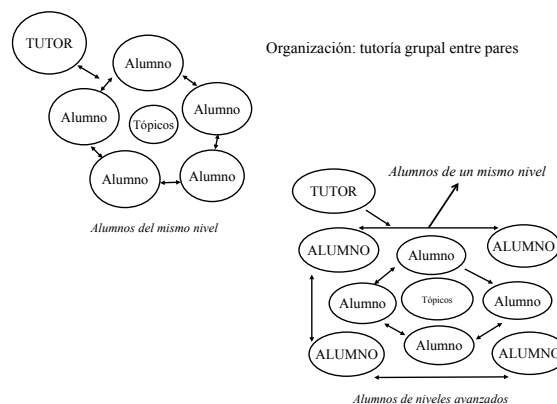 TUTOR
Organización: tutoría grupal entre pares
Alumno
Alumno
Alumno
Tópicos
Alumno
Alumno
Alumnos del mismo nivel
Alumnos de un mismo nivel
TUTOR
ALUMNO
ALUMNO
Alumno
Alumno
Tópicos
Alumno
Alumno
ALUMNO
ALUMNO
Alumnos de niveles avanzados